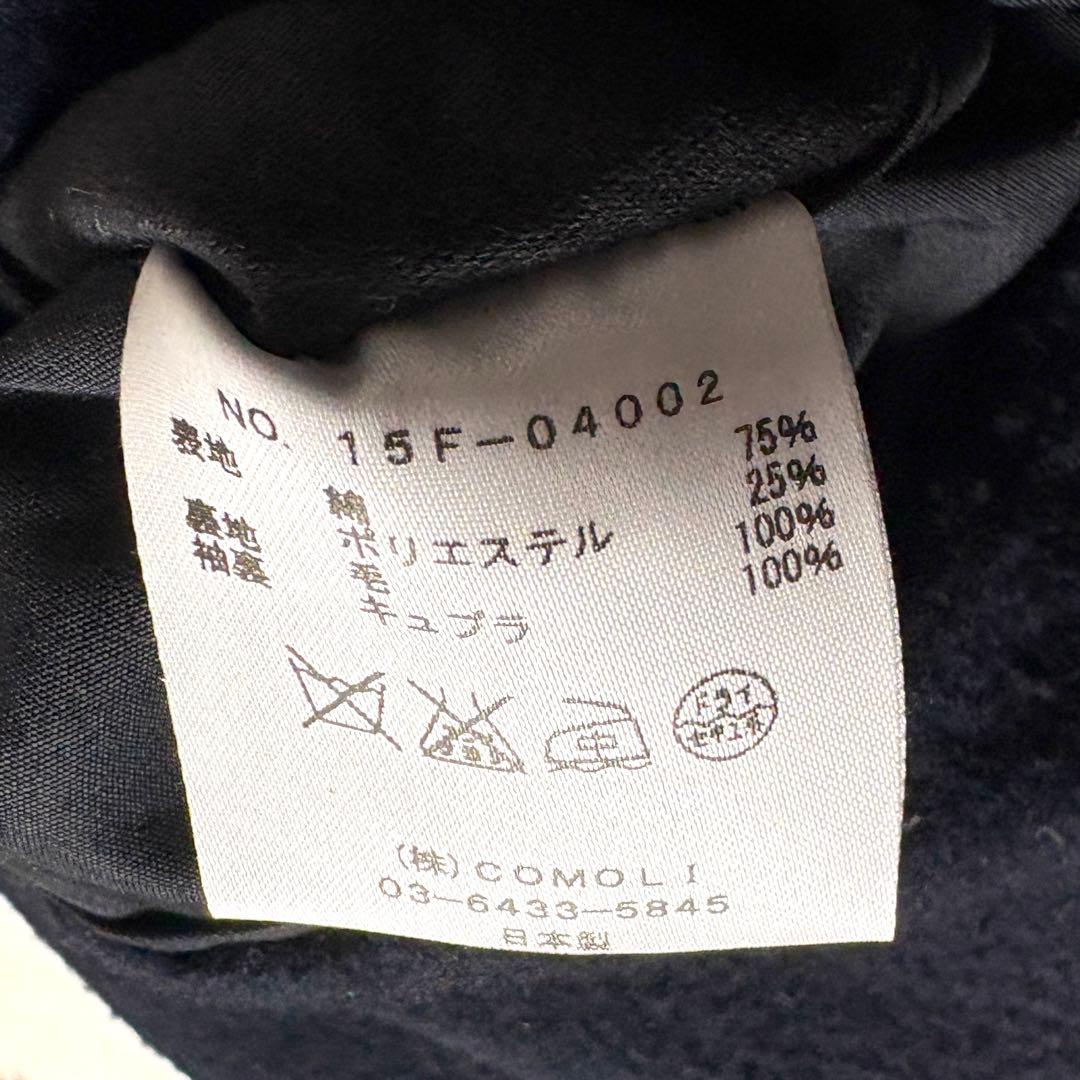 NO. 15F-04002
表地 綿 75%
ポリエステル 25%
裏地 毛 100%
袖裏 キュプラ 100%
中
ドライ
セキユ系
(株)COMOLI
03-6433-5845
日本製